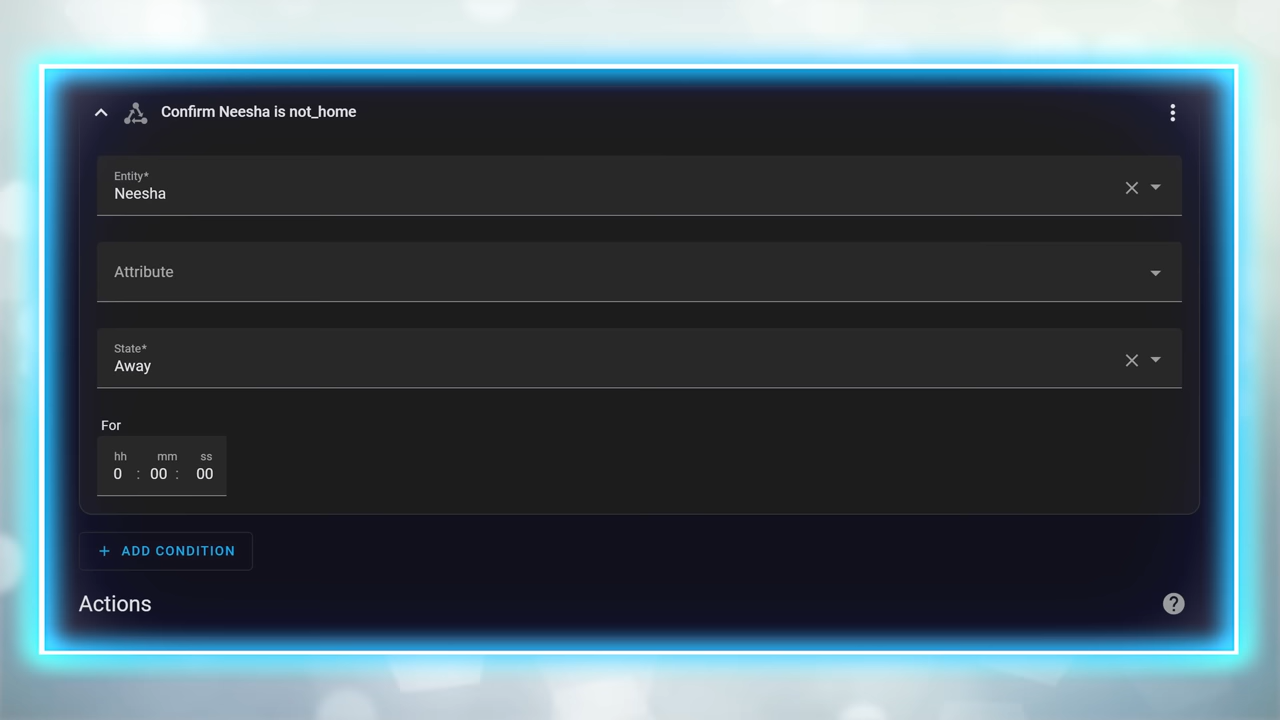 Confirm Neesha is not_home
Entity*
Neesha
Attribute
State*
Away
For
hh mm ss
0 : 00 : 00
+ ADD CONDITION
Actions
?